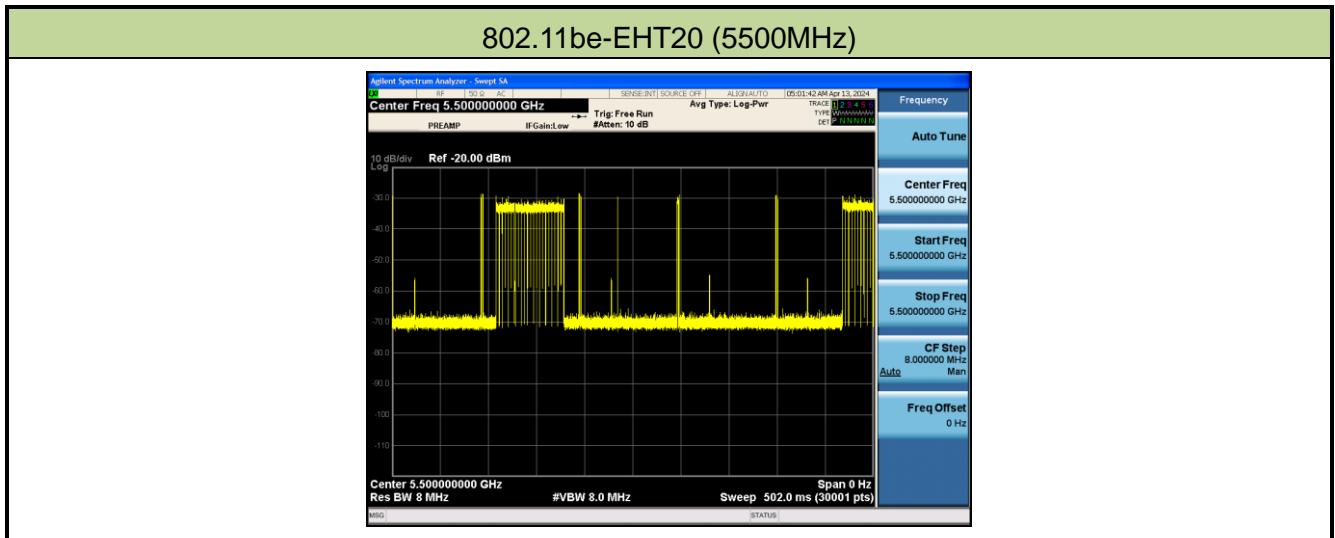 802.11be-EHT20 (5500MHz)
Agilent Spectrum Analyzer - Swept SA
RF 50 Ω AC SENSE:INT SOURCE OFF ALIGNAUTO 05:01:42 AM Apr 13, 2024
Center Freq 5.500000000 GHz
Avg Type: Log-Pwr
TRACE 1 2 3 4 5 6
TYPE
DET P N N N N N
PREAMP IFGain:Low
Trig: Free Run
#Atten: 10 dB
Frequency
Auto Tune
10 dB/div Ref -20.00 dBm
Log
-30.0
-40.0
-50.0
-60.0
-70.0
-80.0
-90.0
-100
-110
Center Freq
5.500000000 GHz
Start Freq
5.500000000 GHz
Stop Freq
5.500000000 GHz
CF Step
8.000000 MHz
Auto Man
Freq Offset
0 Hz
Center 5.500000000 GHz Span 0 Hz
Res BW 8 MHz #VBW 8.0 MHz Sweep 502.0 ms (30001 pts)
MSG STATUS